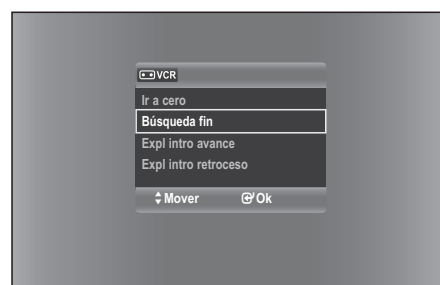 VCR
Ir a cero
Búsqueda fin
Expl intro avance
Expl intro retroceso
Mover Ok